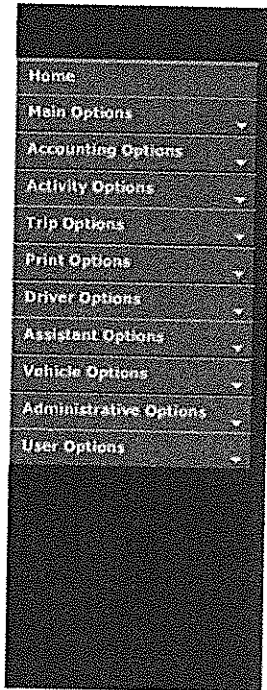 Home
Main Options
Accounting Options
Activity Options
Trip Options
Print Options
Driver Options
Assistant Options
Vehicle Options
Administrative Options
User Options